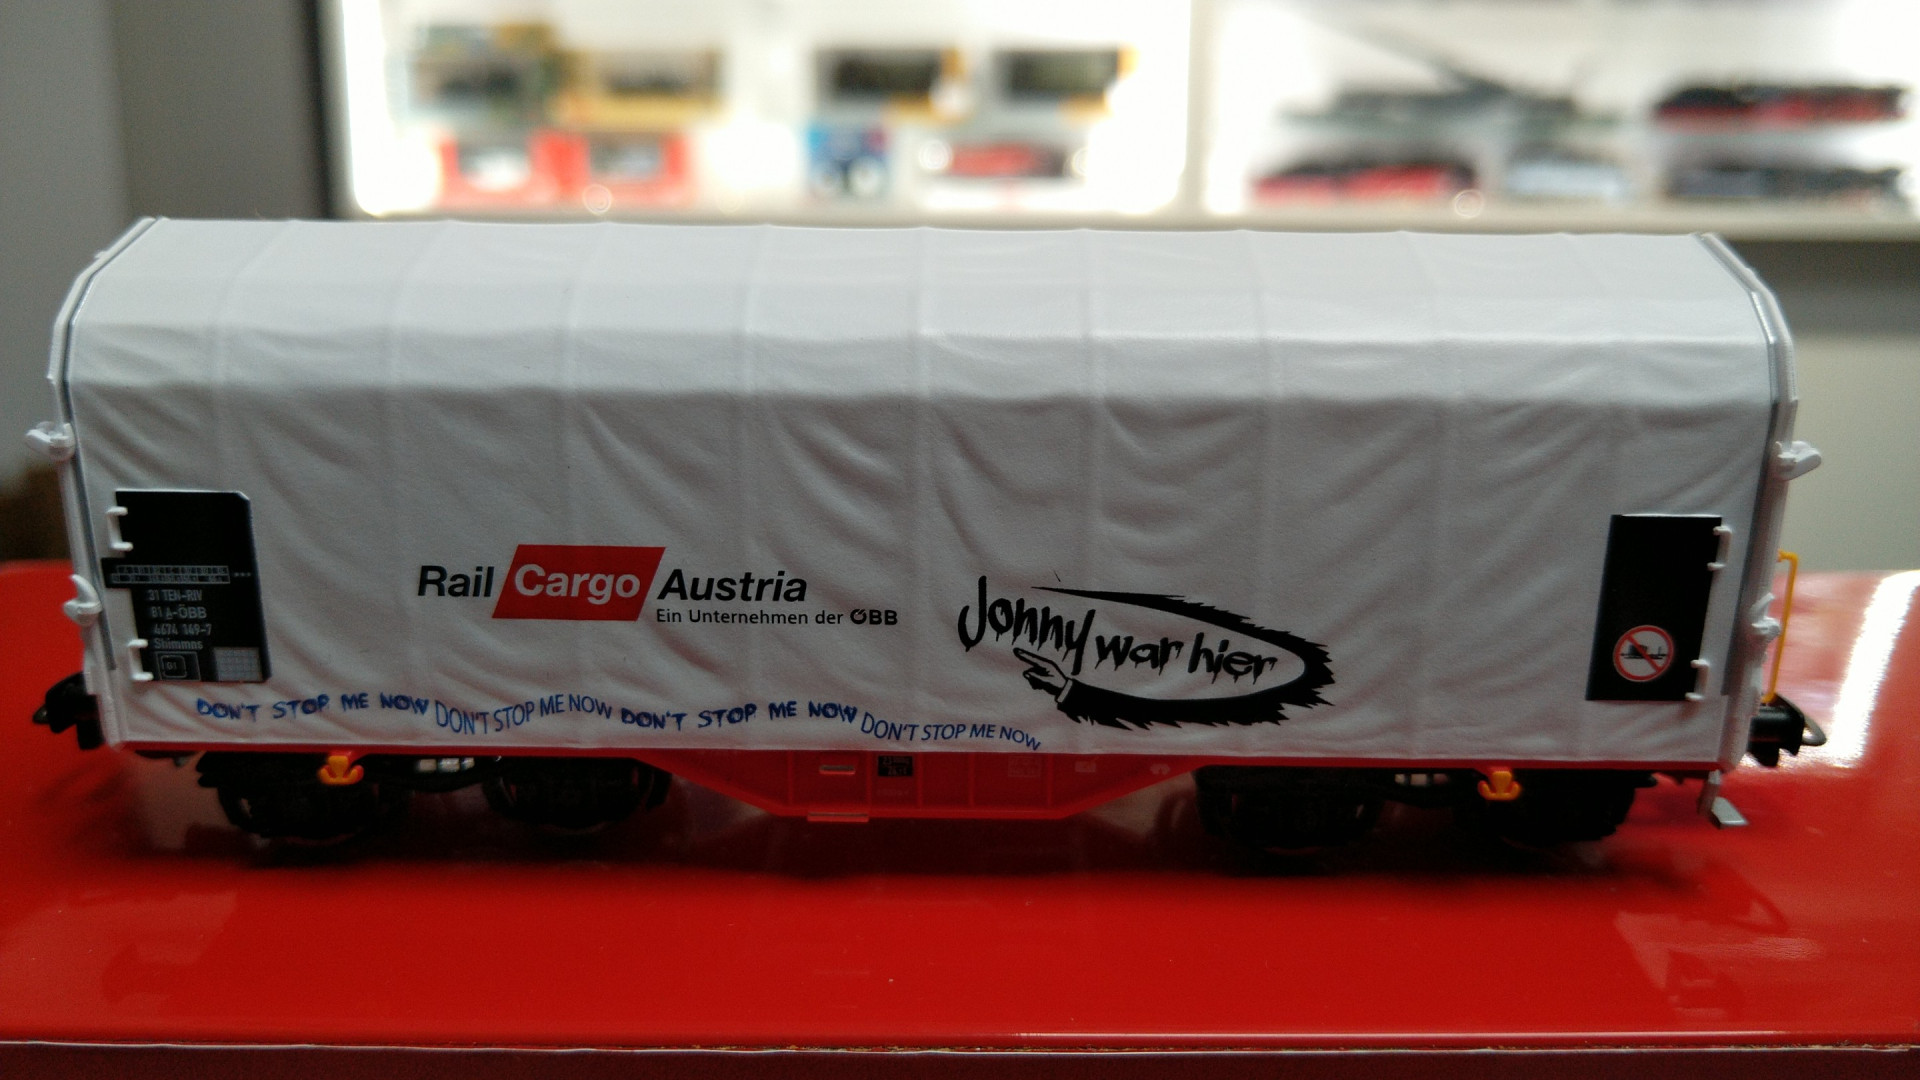 31 TEN-RIV
81 A-ÖBB
4674 149-7
Shimmns
Rail Cargo Austria
Ein Unternehmen der ÖBB
Jonny war hier
DON'T STOP ME NOW DON'T STOP ME NOW DON'T STOP ME NOW DON'T STOP ME NOW